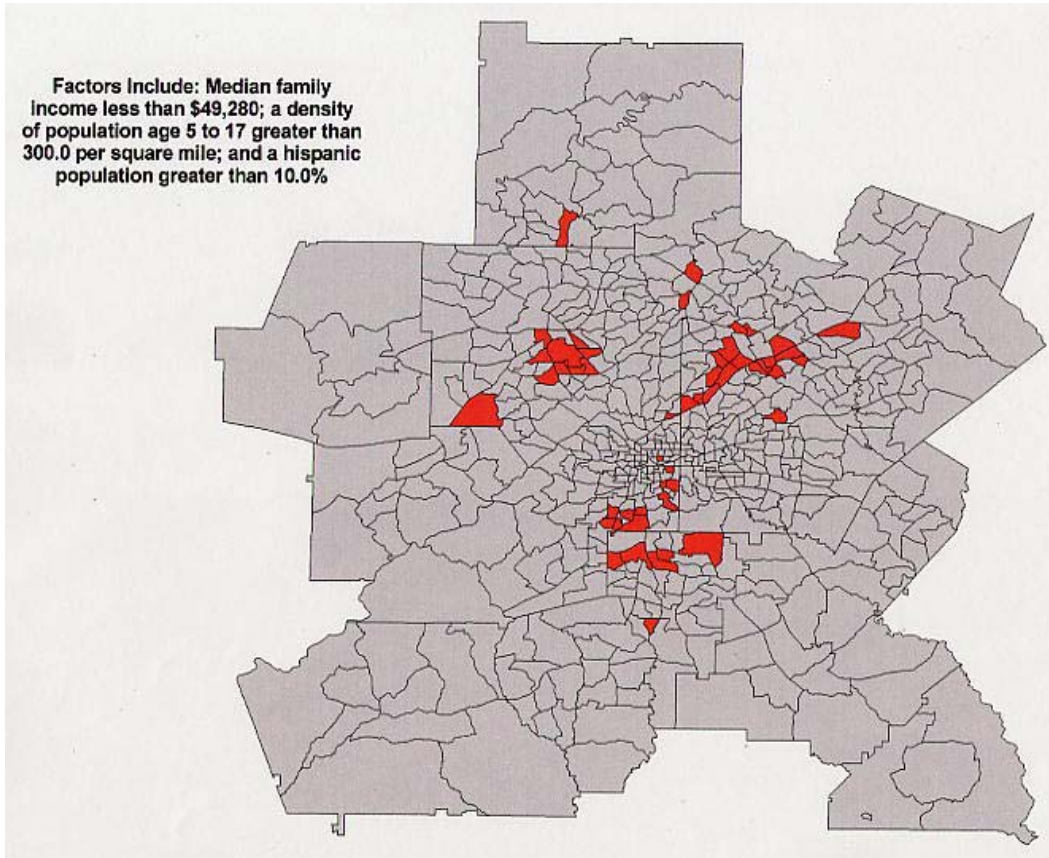 Factors Include: Median family
income less than $49,280; a density
of population age 5 to 17 greater than
300.0 per square mile; and a hispanic
population greater than 10.0%